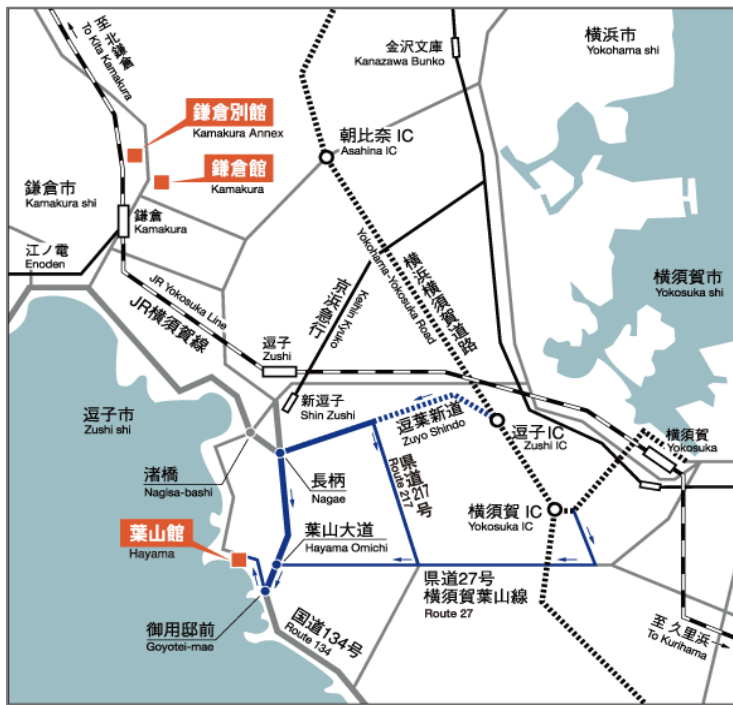 至北鎌倉
To Kita Kamakura
金沢文庫
Kanazawa Bunko
横浜市
Yokohama shi
鎌倉別館
Kamakura Annex
朝比奈 IC
Asahina IC
鎌倉館
Kamakura
鎌倉市
Kamakura shi
鎌倉
Kamakura
江ノ電
Enoden
横須賀市
Yokosuka shi
JR Yokosuka Line
JR横須賀線
京浜急行
Keihin Kyuko
横浜横須賀道路
Yokohama-Yokosuka Road
逗子
Zushi
新逗子
Shin Zushi
逗子市
Zushi shi
逗葉新道
Zuyo Shindo
逗子 IC
Zushi IC
横須賀
Yokosuka
渚橋
Nagisa-bashi
長柄
Nagae
県道217号
Route 217
横須賀 IC
Yokosuka IC
葉山館
Hayama
葉山大道
Hayama Omichi
県道27号
横須賀葉山線
Route 27
御用邸前
Goyotei-mae
国道134号
Route 134
至 久里浜
To Kurihama